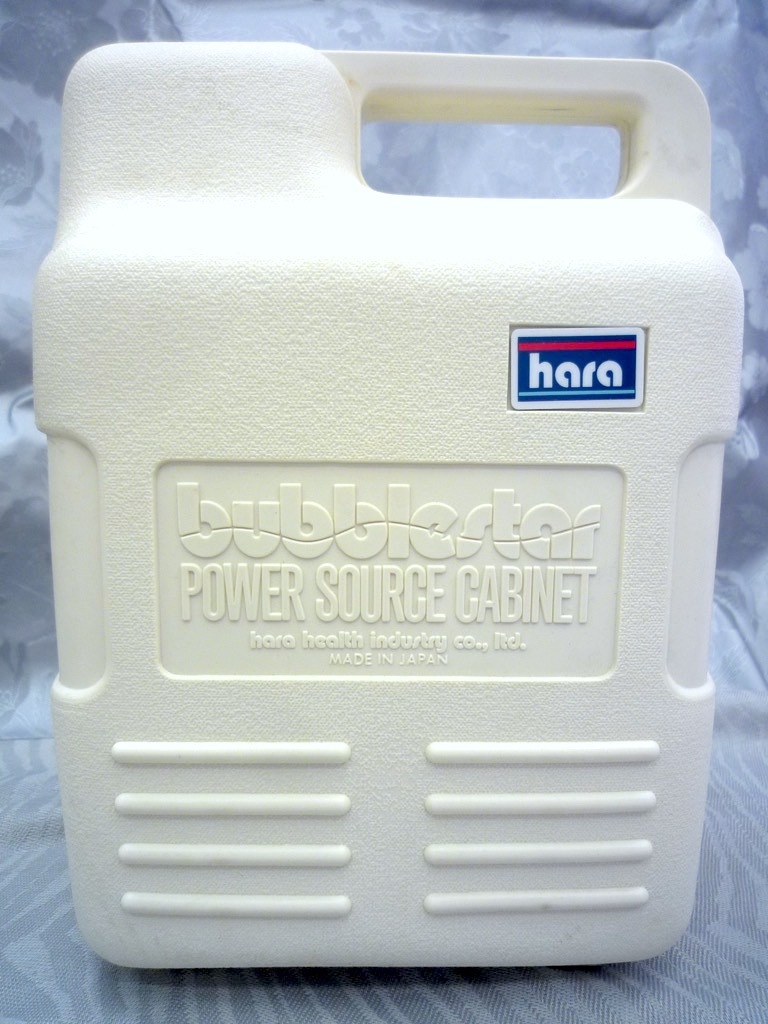 hara
bubblestar
POWER SOURCE CABINET
hara health industry co., ltd.
MADE IN JAPAN